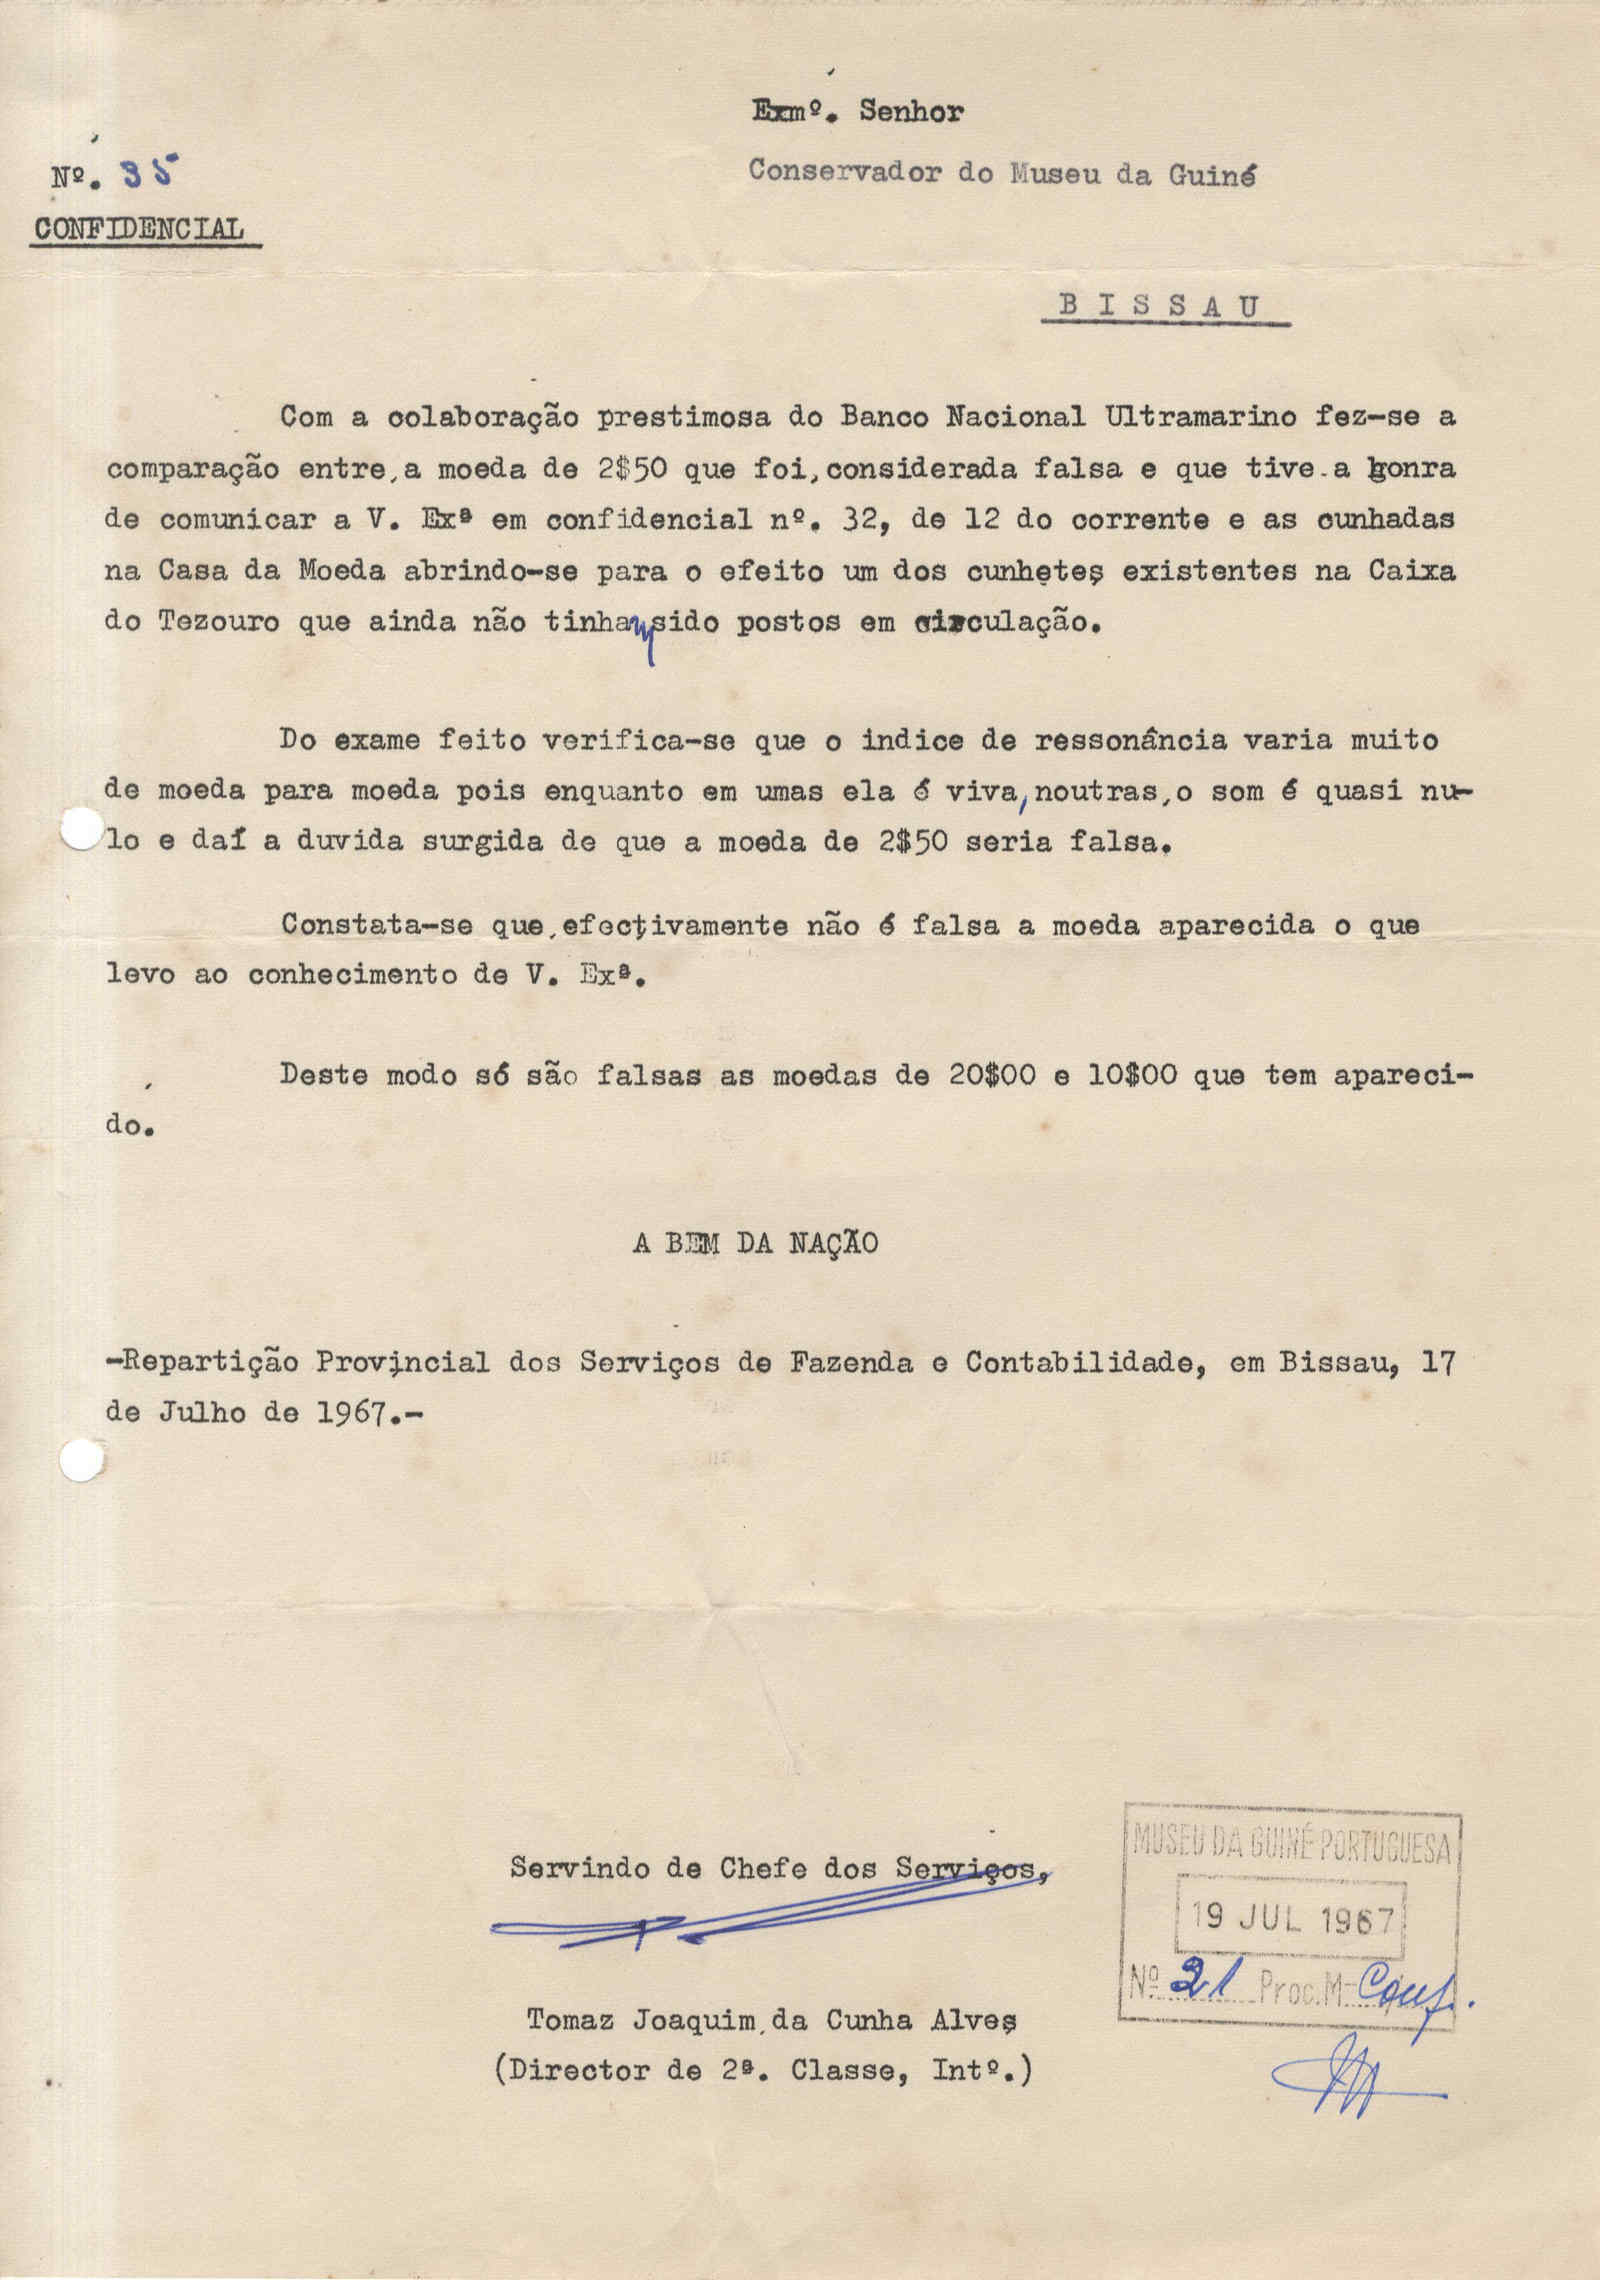 Exmº. Senhor
Nº. 35
Conservador do Museu da Guiné
CONFIDENCIAL
B I S S A U
Com a colaboração prestimosa do Banco Nacional Ultramarino fez-se a
comparação entre a moeda de 2$50 que foi considerada falsa e que tive a honra
de comunicar a V. Exª em confidencial nº. 32, de 12 do corrente e as cunhadas
na Casa da Moeda abrindo-se para o efeito um dos cunhetes existentes na Caixa
do Tezouro que ainda não tinham sido postos em circulação.
Do exame feito verifica-se que o indice de ressonância varia muito
de moeda para moeda pois enquanto em umas ela é viva, noutras, o som é quasi nu-
lo e daí a duvida surgida de que a moeda de 2$50 seria falsa.
Constata-se que efectivamente não é falsa a moeda aparecida o que
levo ao conhecimento de V. Exª.
Deste modo só são falsas as moedas de 20$00 e 10$00 que tem apareci-
do.
A BEM DA NAÇÃO
-Repartição Provincial dos Serviços de Fazenda e Contabilidade, em Bissau, 17
de Julho de 1967.-
Servindo de Chefe dos Serviços,
Tomaz Joaquim da Cunha Alves
(Director de 2ª. Classe, Intº.)
MUSEU DA GUINÉ PORTUGUESA
19 JUL 1967
Nº 21 Proc. M- Conf.